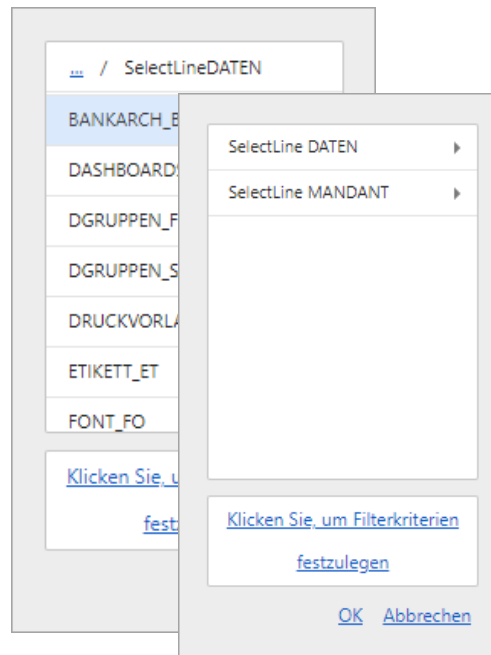 ... / SelectLineDATEN
BANKARCH_B
DASHBOARDS
DGRUPPEN_F
DGRUPPEN_S
DRUCKVORLA
ETIKETT_ET
FONT_FO
Klicken Sie, u
fest
SelectLine DATEN
SelectLine MANDANT
Klicken Sie, um Filterkriterien
festzulegen
OK Abbrechen